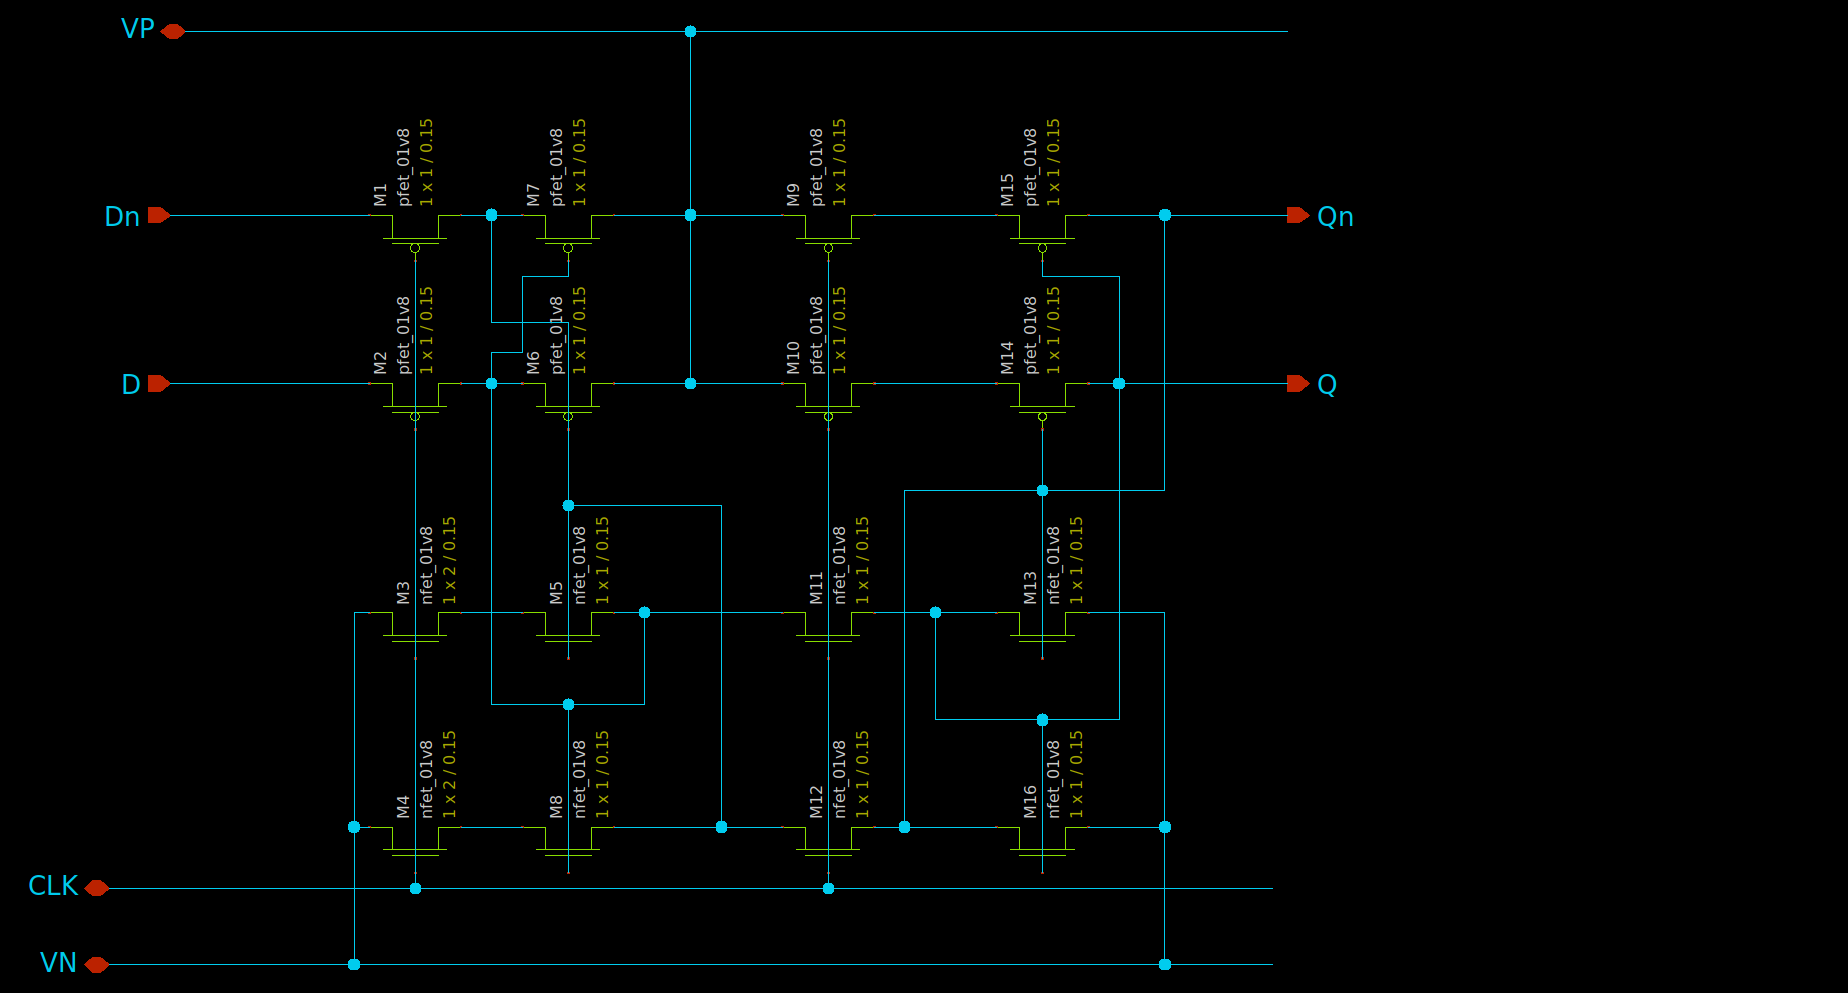 VP
M1
pfet_01v8
1 x 1 / 0.15
M7
pfet_01v8
1 x 1 / 0.15
M9
pfet_01v8
1 x 1 / 0.15
M15
pfet_01v8
1 x 1 / 0.15
Dn
Qn
M2
pfet_01v8
1 x 1 / 0.15
M6
pfet_01v8
1 x 1 / 0.15
M10
pfet_01v8
1 x 1 / 0.15
M14
pfet_01v8
1 x 1 / 0.15
D
Q
M3
nfet_01v8
1 x 2 / 0.15
M5
nfet_01v8
1 x 1 / 0.15
M11
nfet_01v8
1 x 1 / 0.15
M13
nfet_01v8
1 x 1 / 0.15
M4
nfet_01v8
1 x 2 / 0.15
M8
nfet_01v8
1 x 1 / 0.15
M12
nfet_01v8
1 x 1 / 0.15
M16
nfet_01v8
1 x 1 / 0.15
CLK
VN